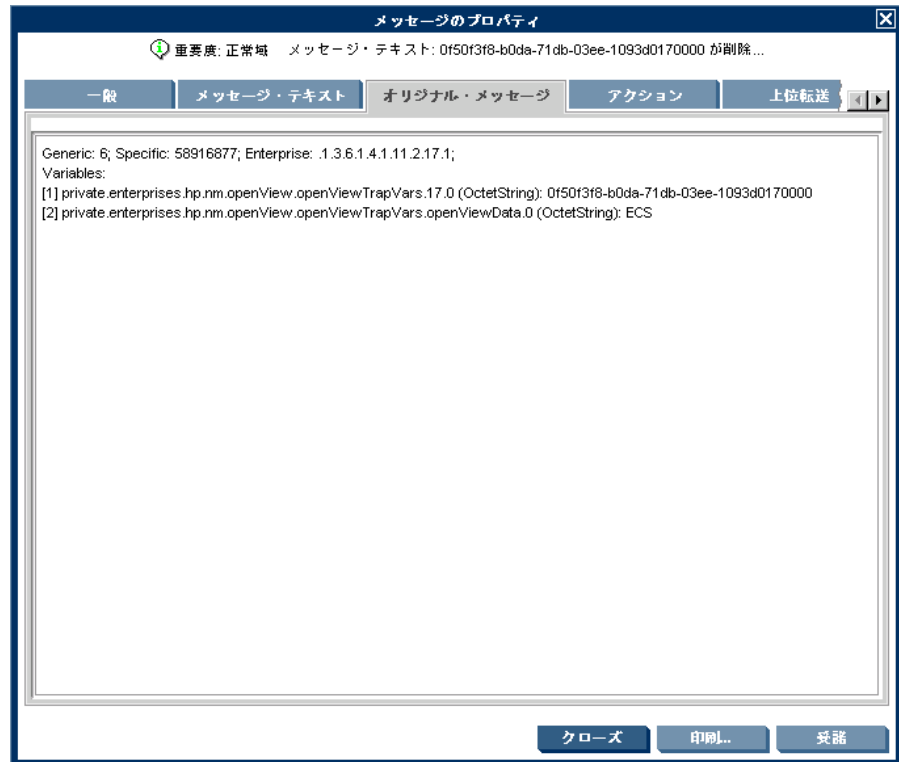 メッセージのプロパティ
重要度: 正常域 メッセージ・テキスト: 0f50f3f8-b0da-71db-03ee-1093d0170000 が削除...
一般 メッセージ・テキスト オリジナル・メッセージ アクション 上位転送
Generic: 6; Specific: 58916877; Enterprise: .1.3.6.1.4.1.11.2.17.1;
Variables:
[1] private.enterprises.hp.nm.openView.openViewTrapVars.17.0 (OctetString): 0f50f3f8-b0da-71db-03ee-1093d0170000
[2] private.enterprises.hp.nm.openView.openViewTrapVars.openViewData.0 (OctetString): ECS
クローズ 印刷... 受諾